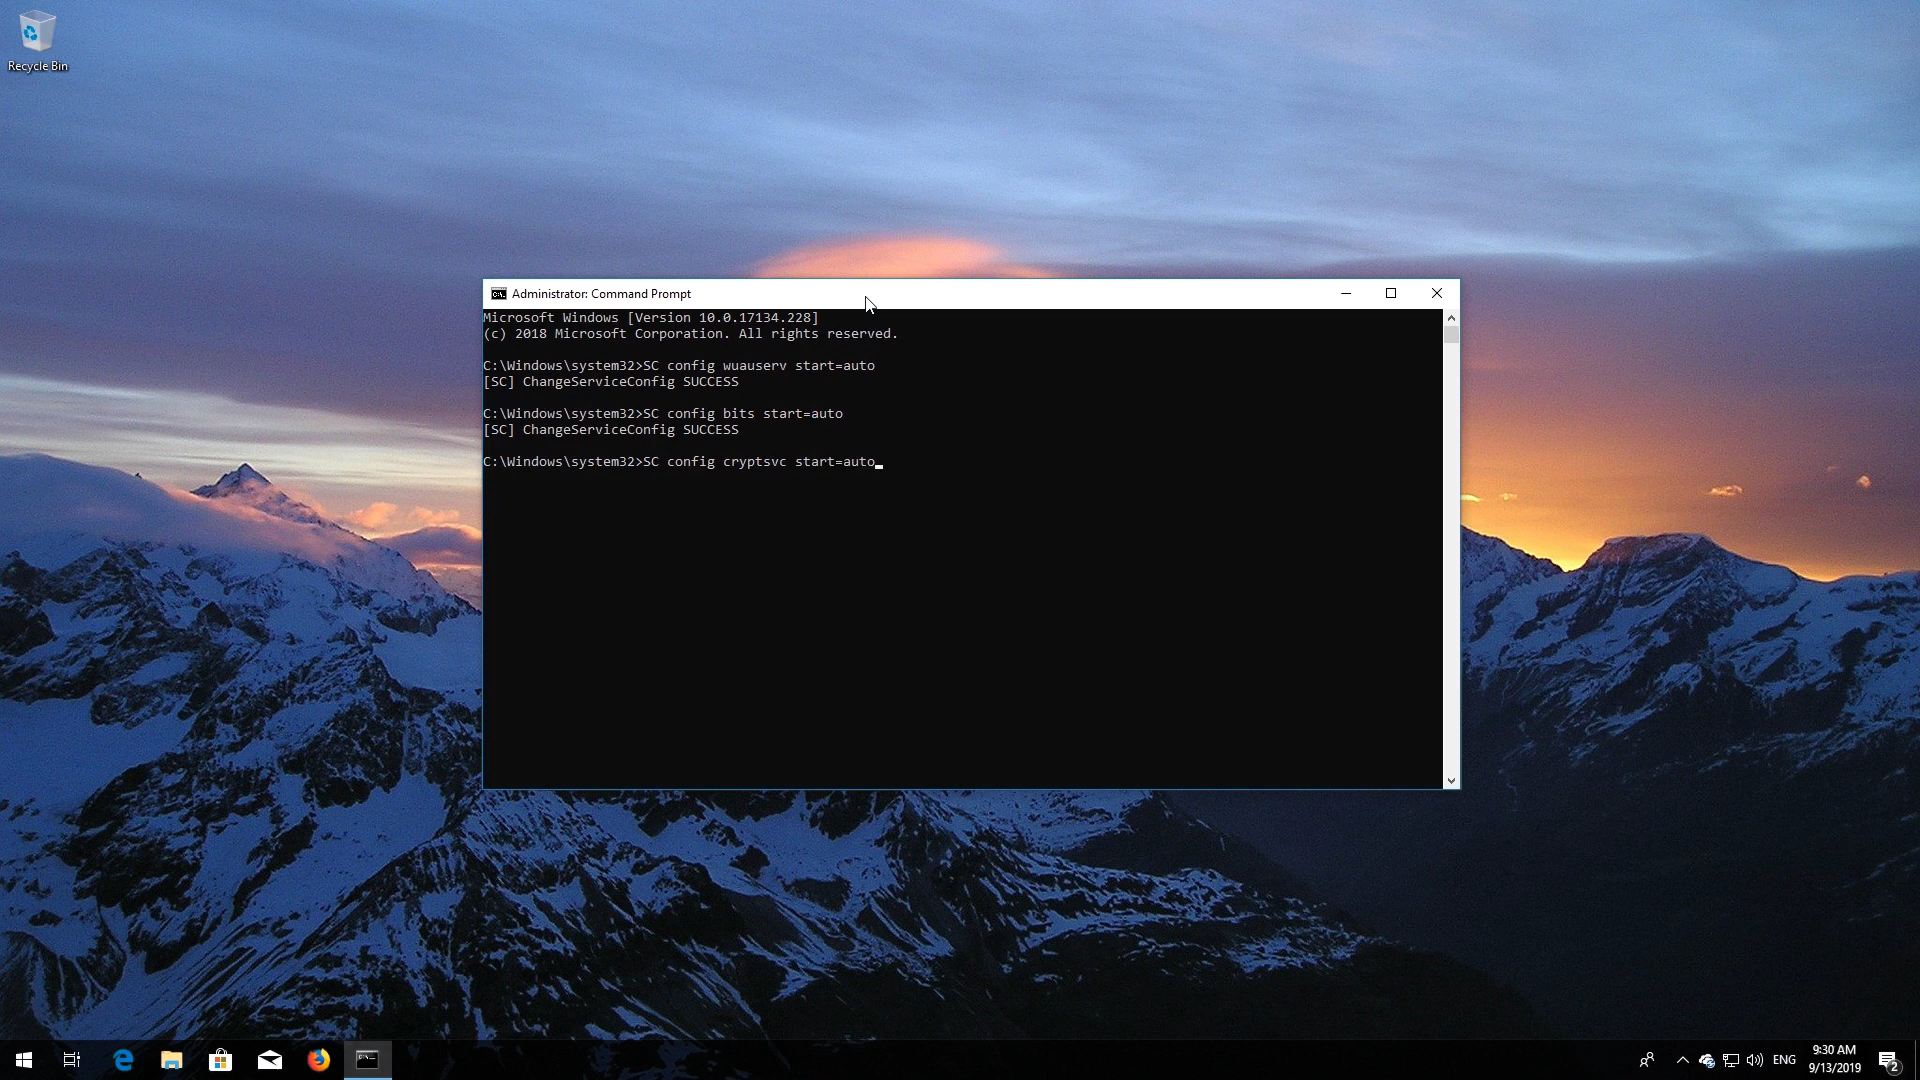 Recycle Bin
Administrator: Command Prompt
Microsoft Windows [Version 10.0.17134.228]
(c) 2018 Microsoft Corporation. All rights reserved.
C:\Windows\system32>SC config wuauserv start=auto
[SC] ChangeServiceConfig SUCCESS
C:\Windows\system32>SC config bits start=auto
[SC] ChangeServiceConfig SUCCESS
C:\Windows\system32>SC config cryptsvc start=auto
ENG
9:30 AM
9/13/2019
2